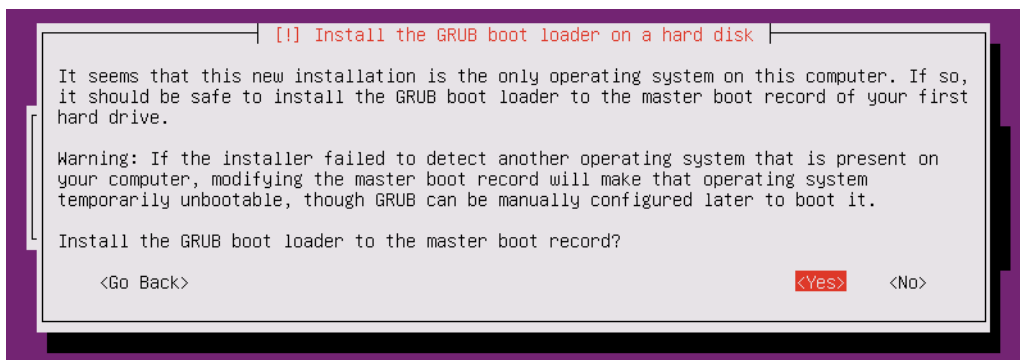 [!] Install the GRUB boot loader on a hard disk
It seems that this new installation is the only operating system on this computer. If so,
it should be safe to install the GRUB boot loader to the master boot record of your first
hard drive.
Warning: If the installer failed to detect another operating system that is present on
your computer, modifying the master boot record will make that operating system
temporarily unbootable, though GRUB can be manually configured later to boot it.
Install the GRUB boot loader to the master boot record?
<Go Back> <Yes> <No>